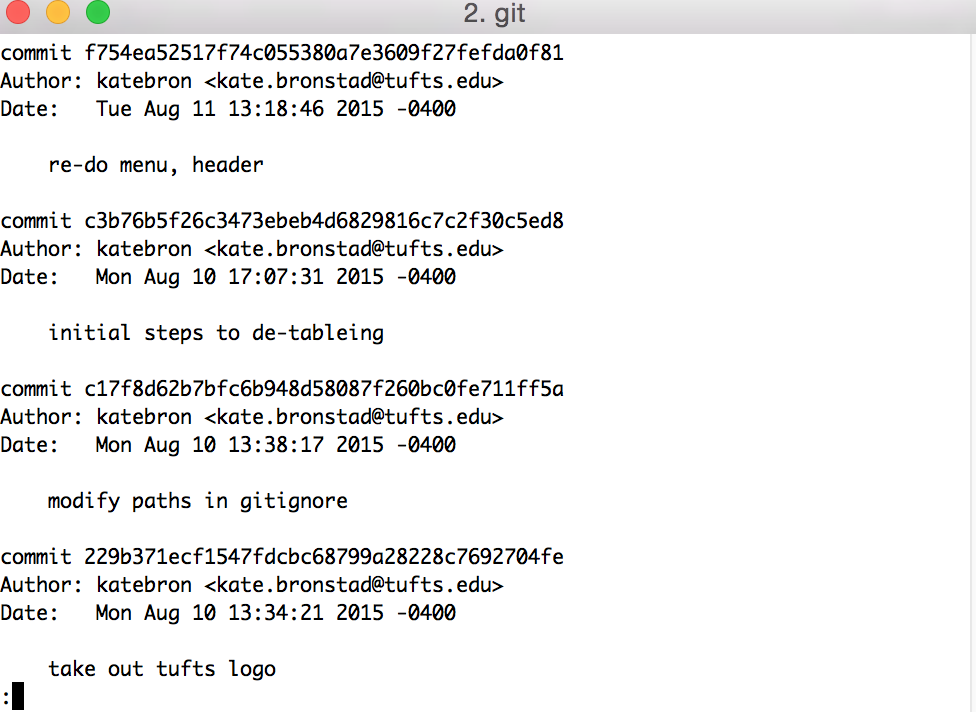 2. git
commit f754ea52517f74c055380a7e3609f27fefda0f81
Author: katebron <kate.bronstad@tufts.edu>
Date:   Tue Aug 11 13:18:46 2015 -0400
    re-do menu, header
commit c3b76b5f26c3473ebeb4d6829816c7c2f30c5ed8
Author: katebron <kate.bronstad@tufts.edu>
Date:   Mon Aug 10 17:07:31 2015 -0400
    initial steps to de-tableing
commit c17f8d62b7bfc6b948d58087f260bc0fe711ff5a
Author: katebron <kate.bronstad@tufts.edu>
Date:   Mon Aug 10 13:38:17 2015 -0400
    modify paths in gitignore
commit 229b371ecf1547fdcbc68799a28228c7692704fe
Author: katebron <kate.bronstad@tufts.edu>
Date:   Mon Aug 10 13:34:21 2015 -0400
    take out tufts logo
: